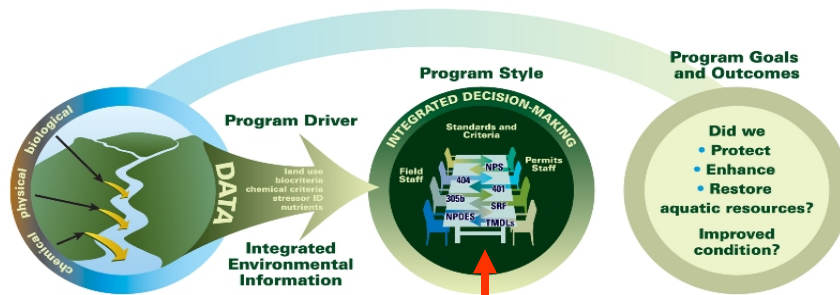 biological
physical
chemical
DATA
Program Driver
land use
biocriteria
chemical criteria
stressor ID
nutrients
Integrated
Environmental
Information
Program Style
INTEGRATED DECISION-MAKING
Standards and
Criteria
Field
Staff
Permits
Staff
NPS
404
401
305b
SRF
NPDES
TMDLs
Program Goals
and Outcomes
Did we
• Protect
• Enhance
• Restore
aquatic resources?
Improved
condition?